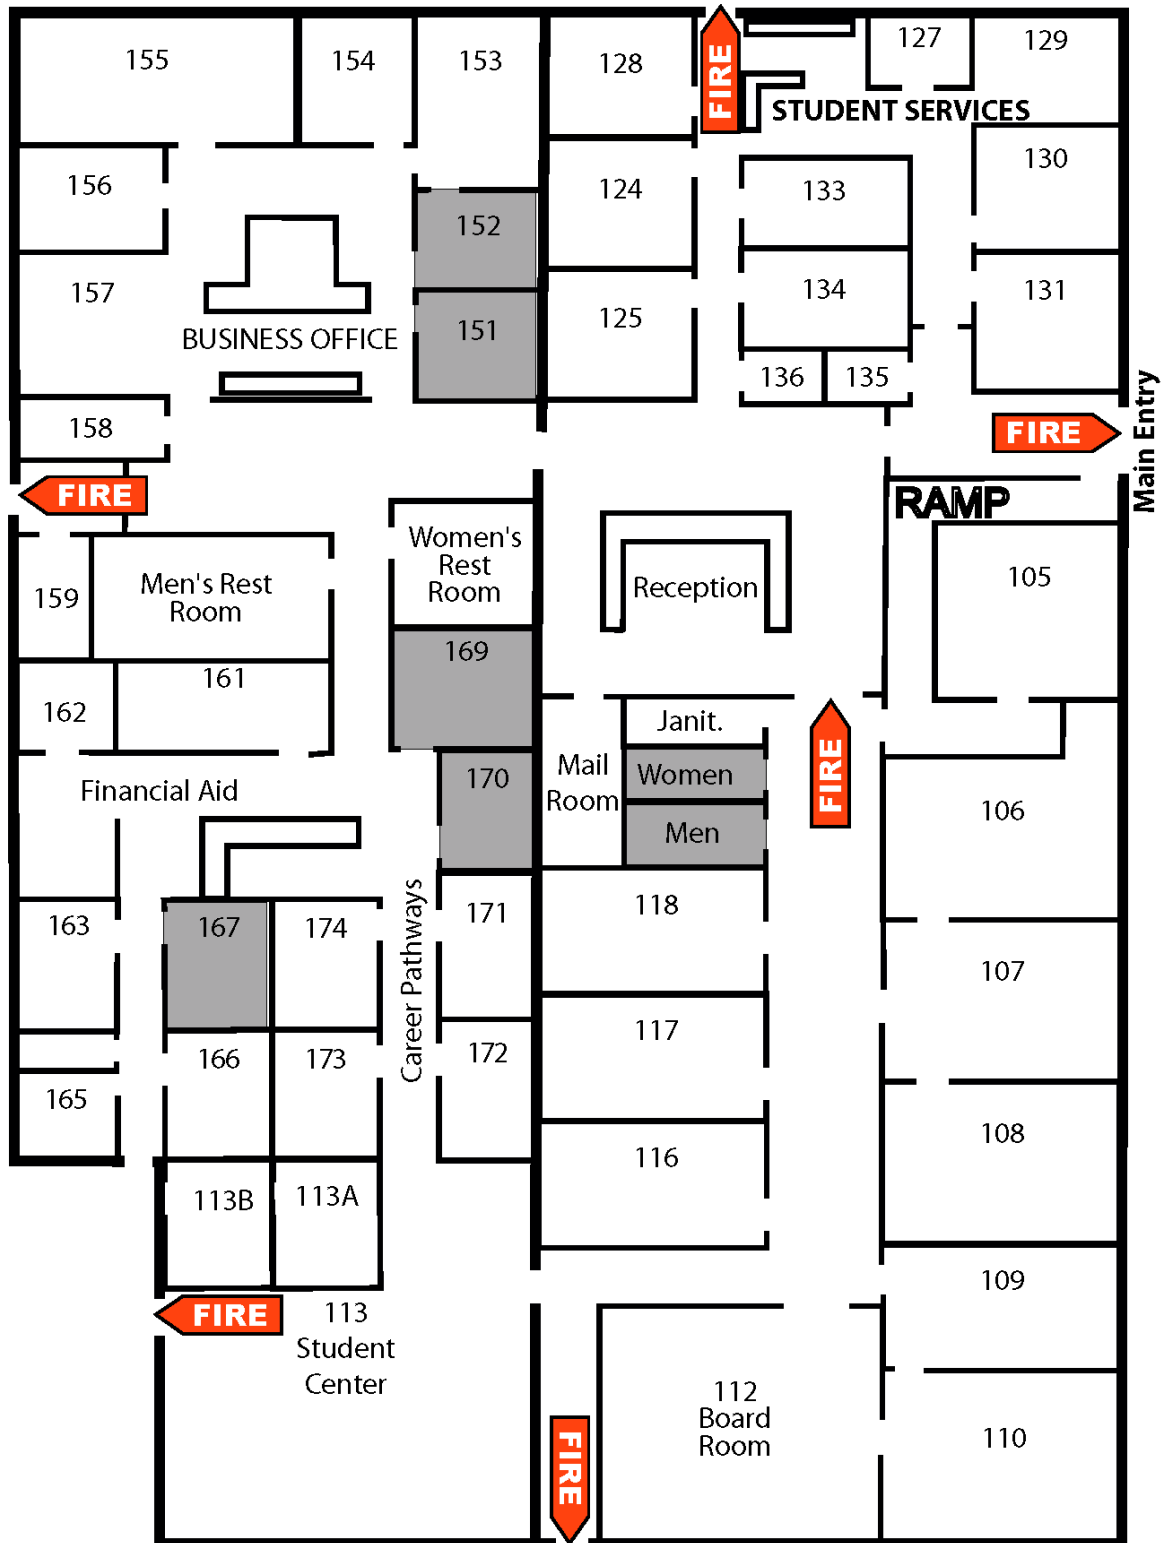 155
154
153
128
FIRE
127
129
STUDENT SERVICES
156
152
124
133
130
157
151
125
134
131
BUSINESS OFFICE
136
135
158
FIRE
Main Entry
FIRE
RAMP
159
Men's Rest
Room
Women's
Rest
Room
Reception
105
169
161
162
Janit.
Financial Aid
170
Mail
Room
Women
Men
FIRE
106
163
167
174
Career Pathways
171
118
107
166
173
172
117
165
108
113B
113A
116
109
FIRE
113
Student
Center
112
Board
Room
110
FIRE